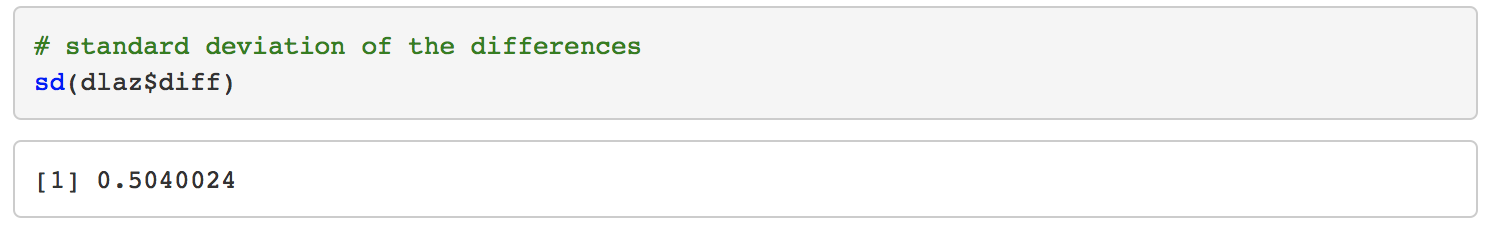 # standard deviation of the differences
sd(dlaz$diff)
[1] 0.5040024